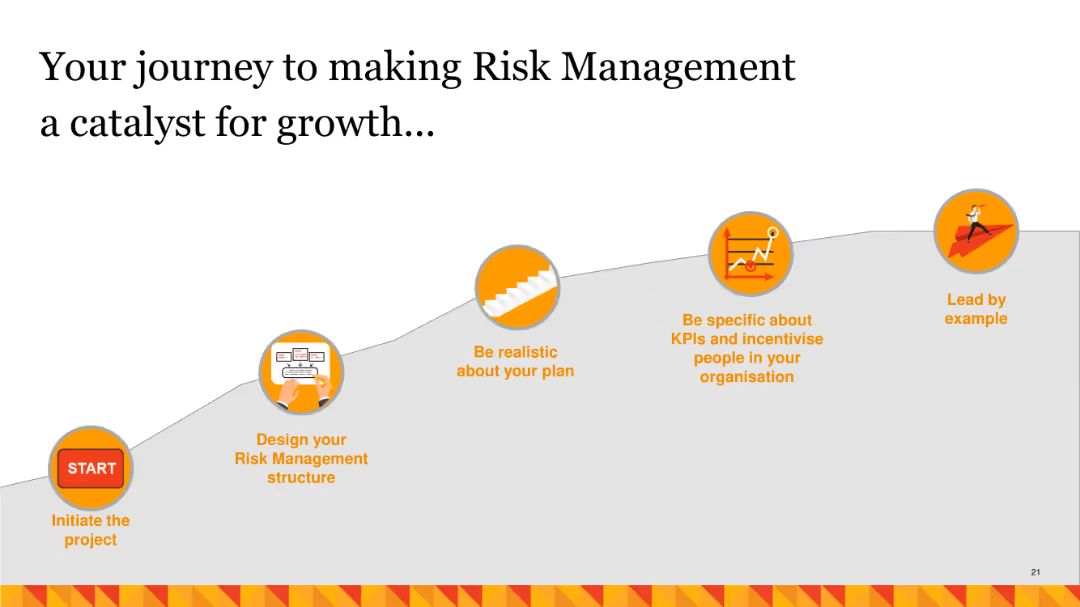 Your journey to making Risk Management
a catalyst for growth...
START
Initiate the
project
Design your
Risk Management
structure
Be realistic
about your plan
Be specific about
KPIs and incentivise
people in your
organisation
Lead by
example
21